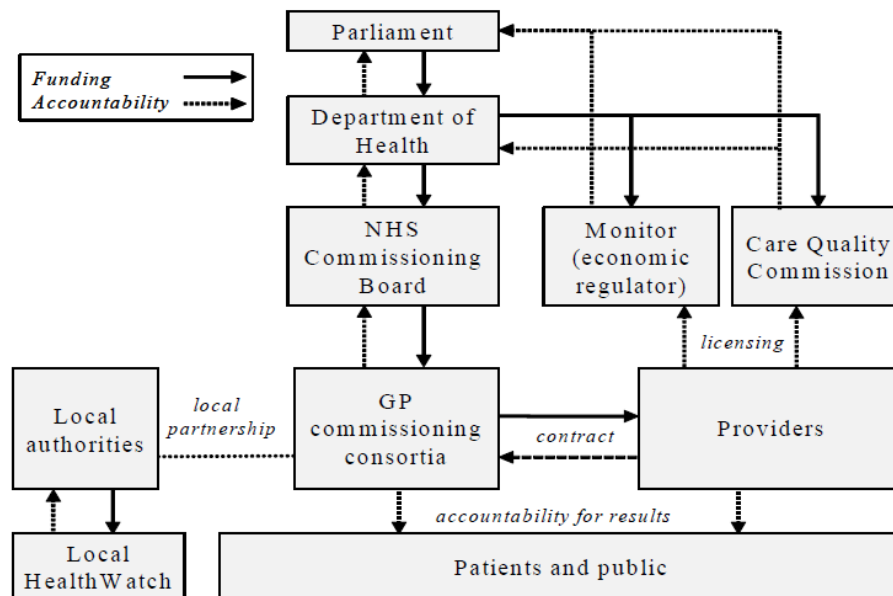 Parliament
Funding
Accountability
Department of
Health
NHS
Commissioning
Board
Monitor
(economic
regulator)
Care Quality
Commission
licensing
Local
authorities
local
partnership
GP
commissioning
consortia
contract
Providers
accountability for results
Local
HealthWatch
Patients and public